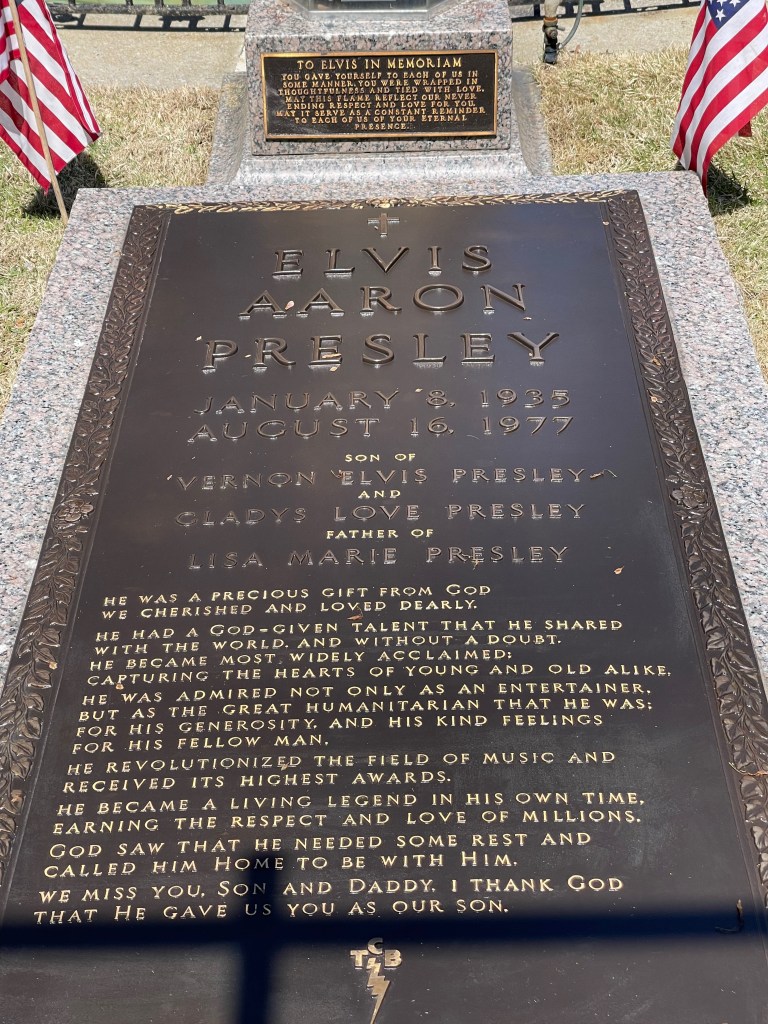 TO ELVIS IN MEMORIAM
YOU GAVE YOURSELF TO EACH OF US IN
SOME MANNER. YOU WERE WRAPPED IN
THOUGHTFULNESS AND TIED WITH LOVE.
MAY THIS FLAME REFLECT OUR NEVER
ENDING RESPECT AND LOVE FOR YOU.
MAY IT SERVE AS A CONSTANT REMINDER
TO EACH OF US OF YOUR ETERNAL
PRESENCE.
ELVIS
AARON
PRESLEY
JANUARY 8, 1935
AUGUST 16, 1977
SON OF
VERNON ELVIS PRESLEY
AND
GLADYS LOVE PRESLEY
FATHER OF
LISA MARIE PRESLEY
HE WAS A PRECIOUS GIFT FROM GOD
WE CHERISHED AND LOVED DEARLY.
HE HAD A GOD-GIVEN TALENT THAT HE SHARED
WITH THE WORLD. AND WITHOUT A DOUBT,
HE BECAME MOST WIDELY ACCLAIMED;
CAPTURING THE HEARTS OF YOUNG AND OLD ALIKE.
HE WAS ADMIRED NOT ONLY AS AN ENTERTAINER,
BUT AS THE GREAT HUMANITARIAN THAT HE WAS;
FOR HIS GENEROSITY, AND HIS KIND FEELINGS
FOR HIS FELLOW MAN.
HE REVOLUTIONIZED THE FIELD OF MUSIC AND
RECEIVED ITS HIGHEST AWARDS.
HE BECAME A LIVING LEGEND IN HIS OWN TIME,
EARNING THE RESPECT AND LOVE OF MILLIONS.
GOD SAW THAT HE NEEDED SOME REST AND
CALLED HIM HOME TO BE WITH HIM.
WE MISS YOU, SON AND DADDY. I THANK GOD
THAT HE GAVE US YOU AS OUR SON.
TCB